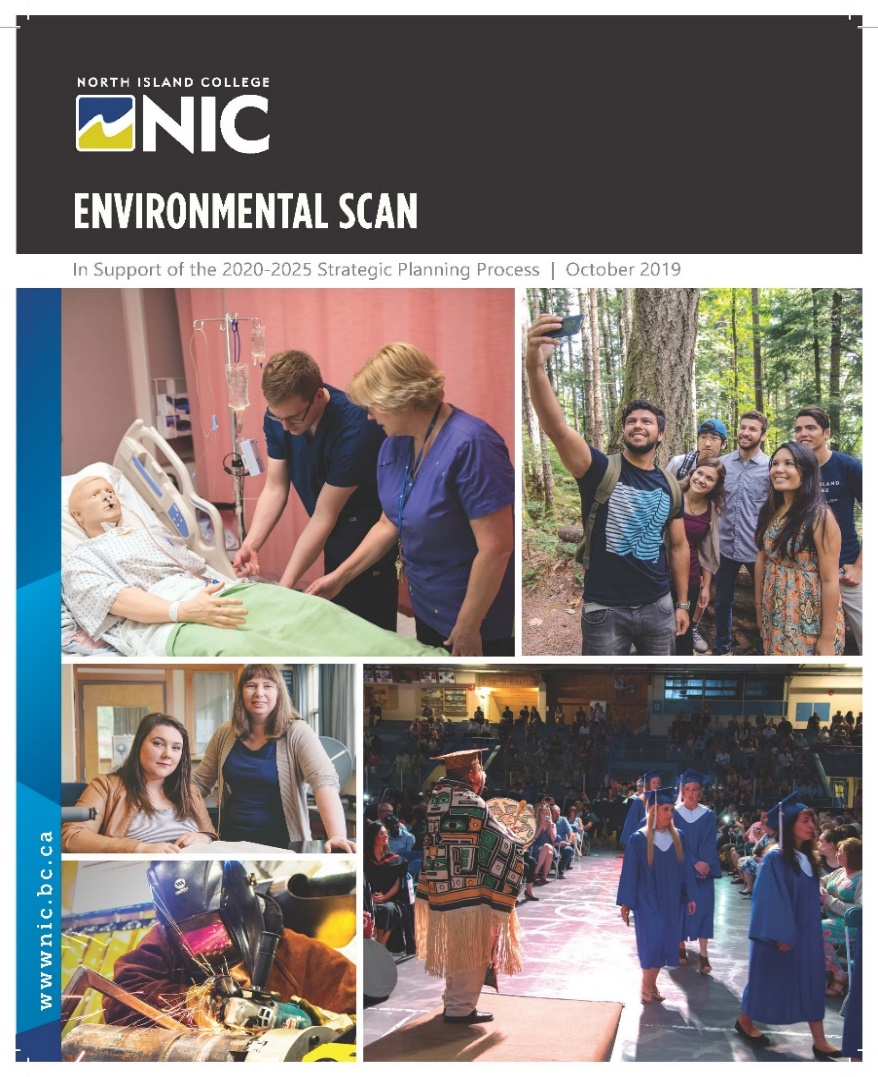 NORTH ISLAND COLLEGE
NIC
ENVIRONMENTAL SCAN
In Support of the 2020-2025 Strategic Planning Process | October 2019
www.nic.bc.ca